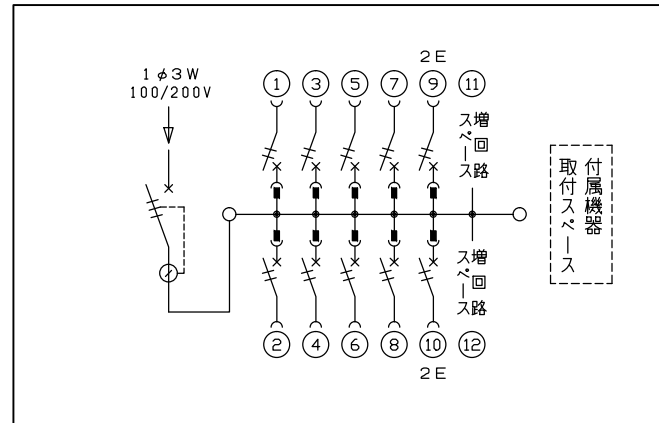 1φ3W
100/200V
2E
① ③ ⑤ ⑦ ⑨ ⑪
増回路
スペース
付属機器
取付スペース
増回路
スペース
② ④ ⑥ ⑧ ⑩ ⑫
2E